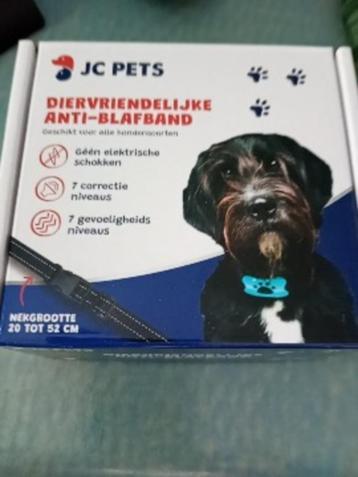 JC PETS
DIERVRIENDELIJKE
ANTI-BLAFBAND
Geschikt voor alle hondensoorten
Géén elektrische
schokken
7 correctie
niveaus
7 gevoeligheids
niveaus
NEKGROOTTE
20 TOT 52 CM